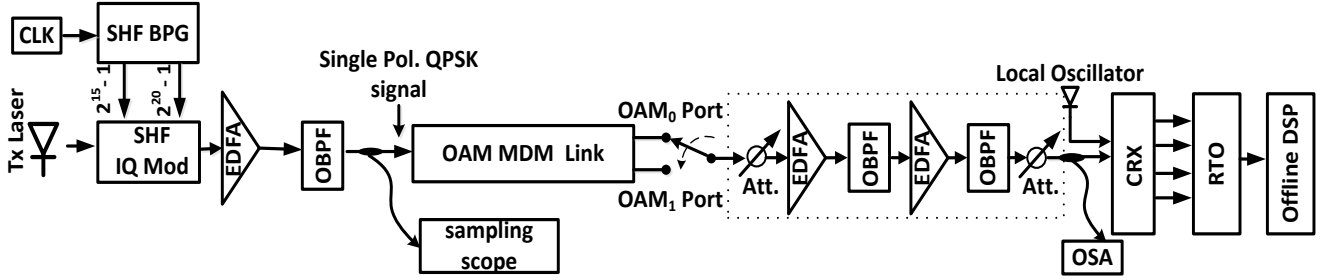 CLK
SHF BPG
2^15 - 1
2^20 - 1
Tx Laser
SHF
IQ Mod
EDFA
OBPF
Single Pol. QPSK
signal
sampling
scope
OAM MDM Link
OAM₀ Port
OAM₁ Port
Att.
EDFA
OBPF
EDFA
OBPF
Att.
Local Oscillator
OSA
CRX
RTO
Offline DSP